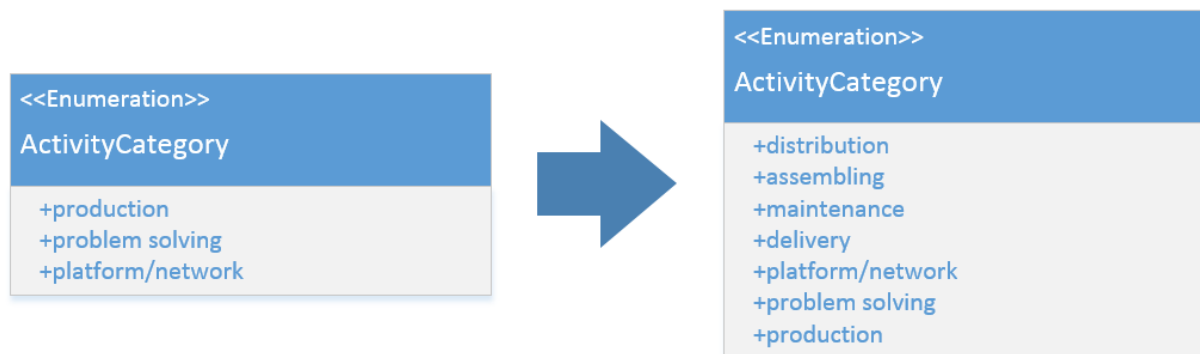 <<Enumeration>>
ActivityCategory
+production
+problem solving
+platform/network
<<Enumeration>>
ActivityCategory
+distribution
+assembling
+maintenance
+delivery
+platform/network
+problem solving
+production